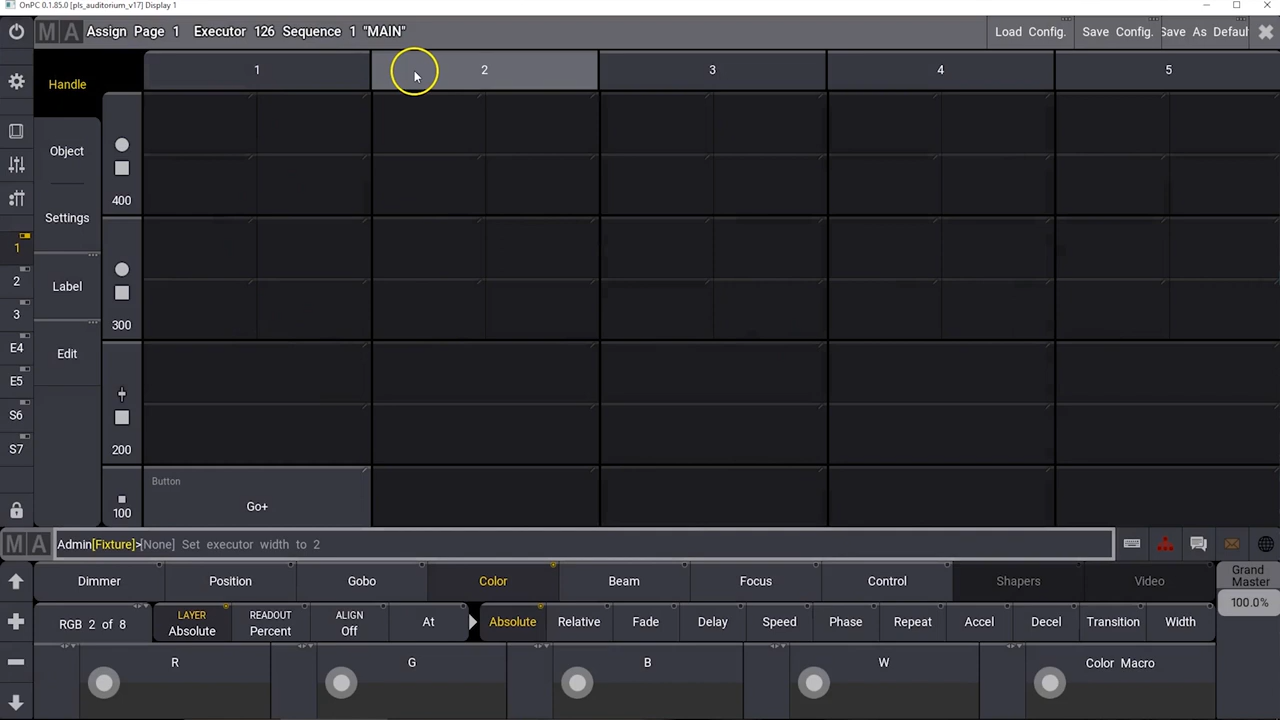 OnPC 0.1.85.0 [pls_auditorium_v17] Display 1
MA Assign Page 1 Executor 126 Sequence 1 "MAIN"
Load Config. Save Config. Save As Defaul
Handle
1 2 3 4 5
Object
400
Settings
1
2
Label
300
3
E4
Edit
E5
S6
S7
200
Button
Go+
100
MA Admin[Fixture]>[None] Set executor width to 2
Dimmer Position Gobo Color Beam Focus Control Shapers Video
Grand
Master
100.0%
RGB 2 of 8
LAYER
Absolute
READOUT
Percent
ALIGN
Off
At
Absolute Relative Fade Delay Speed Phase Repeat Accel Decel Transition Width
R G B W Color Macro